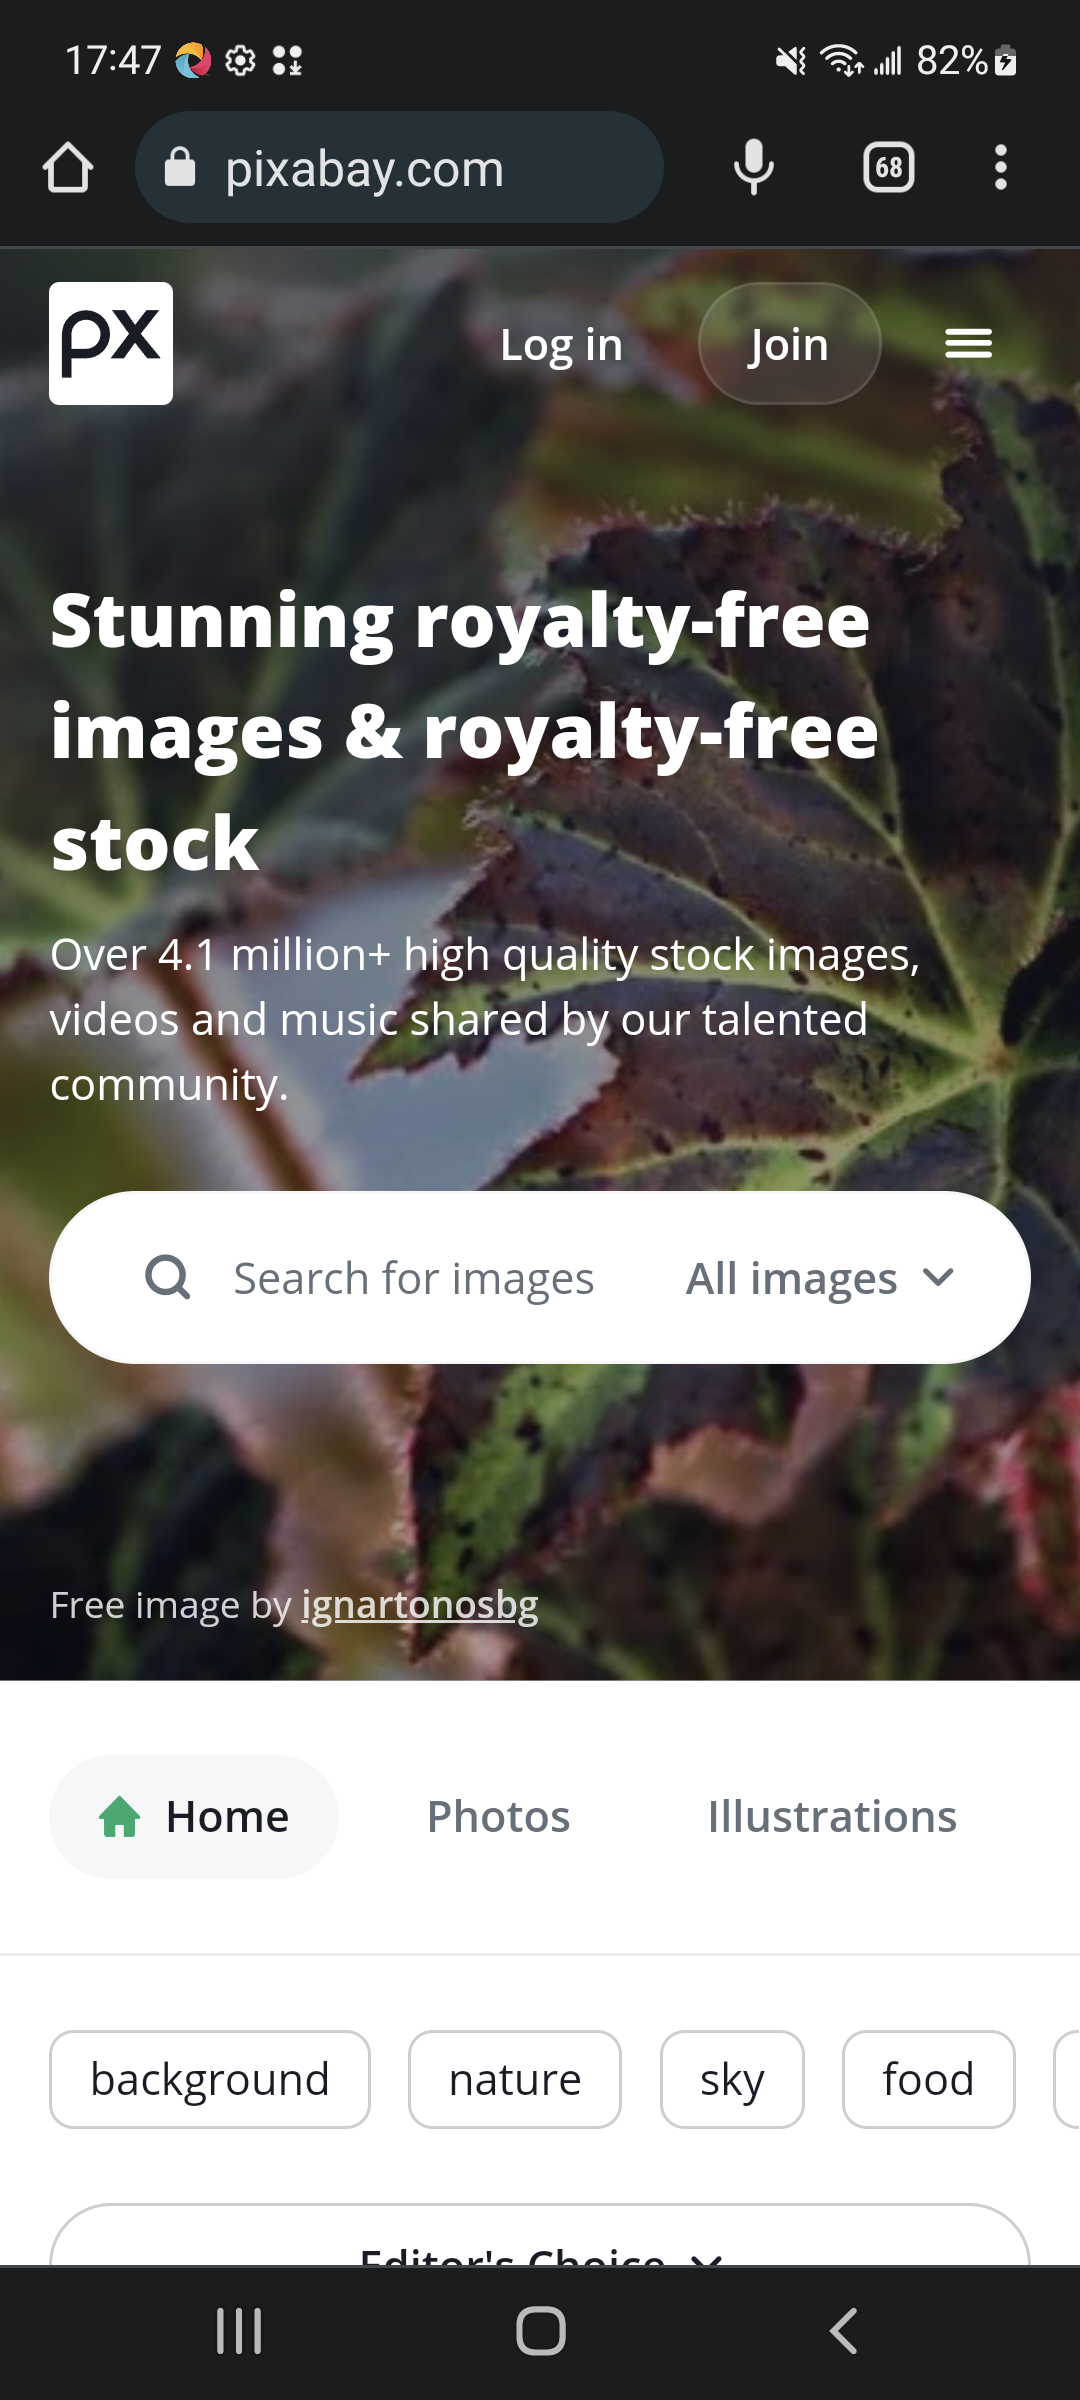 17:47
82%
pixabay.com
68
px
Log in
Join
Stunning royalty-free
images & royalty-free
stock
Over 4.1 million+ high quality stock images,
videos and music shared by our talented
community.
Search for images
All images
Free image by ignartonosbg
Home
Photos
Illustrations
background
nature
sky
food
Editor's Choice